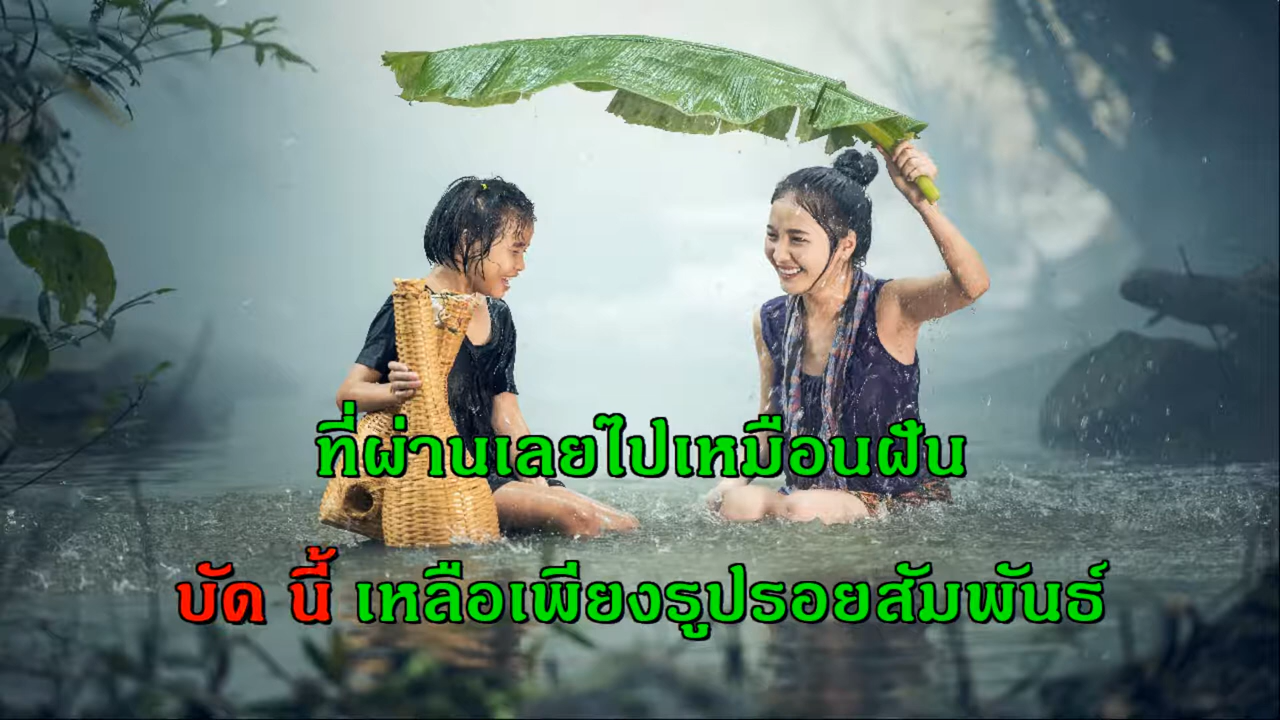 ที่ผ่านเลยไปเหมือนฝัน
บัด นี้ เหลือเพียงรูปรอยสัมพันธ์